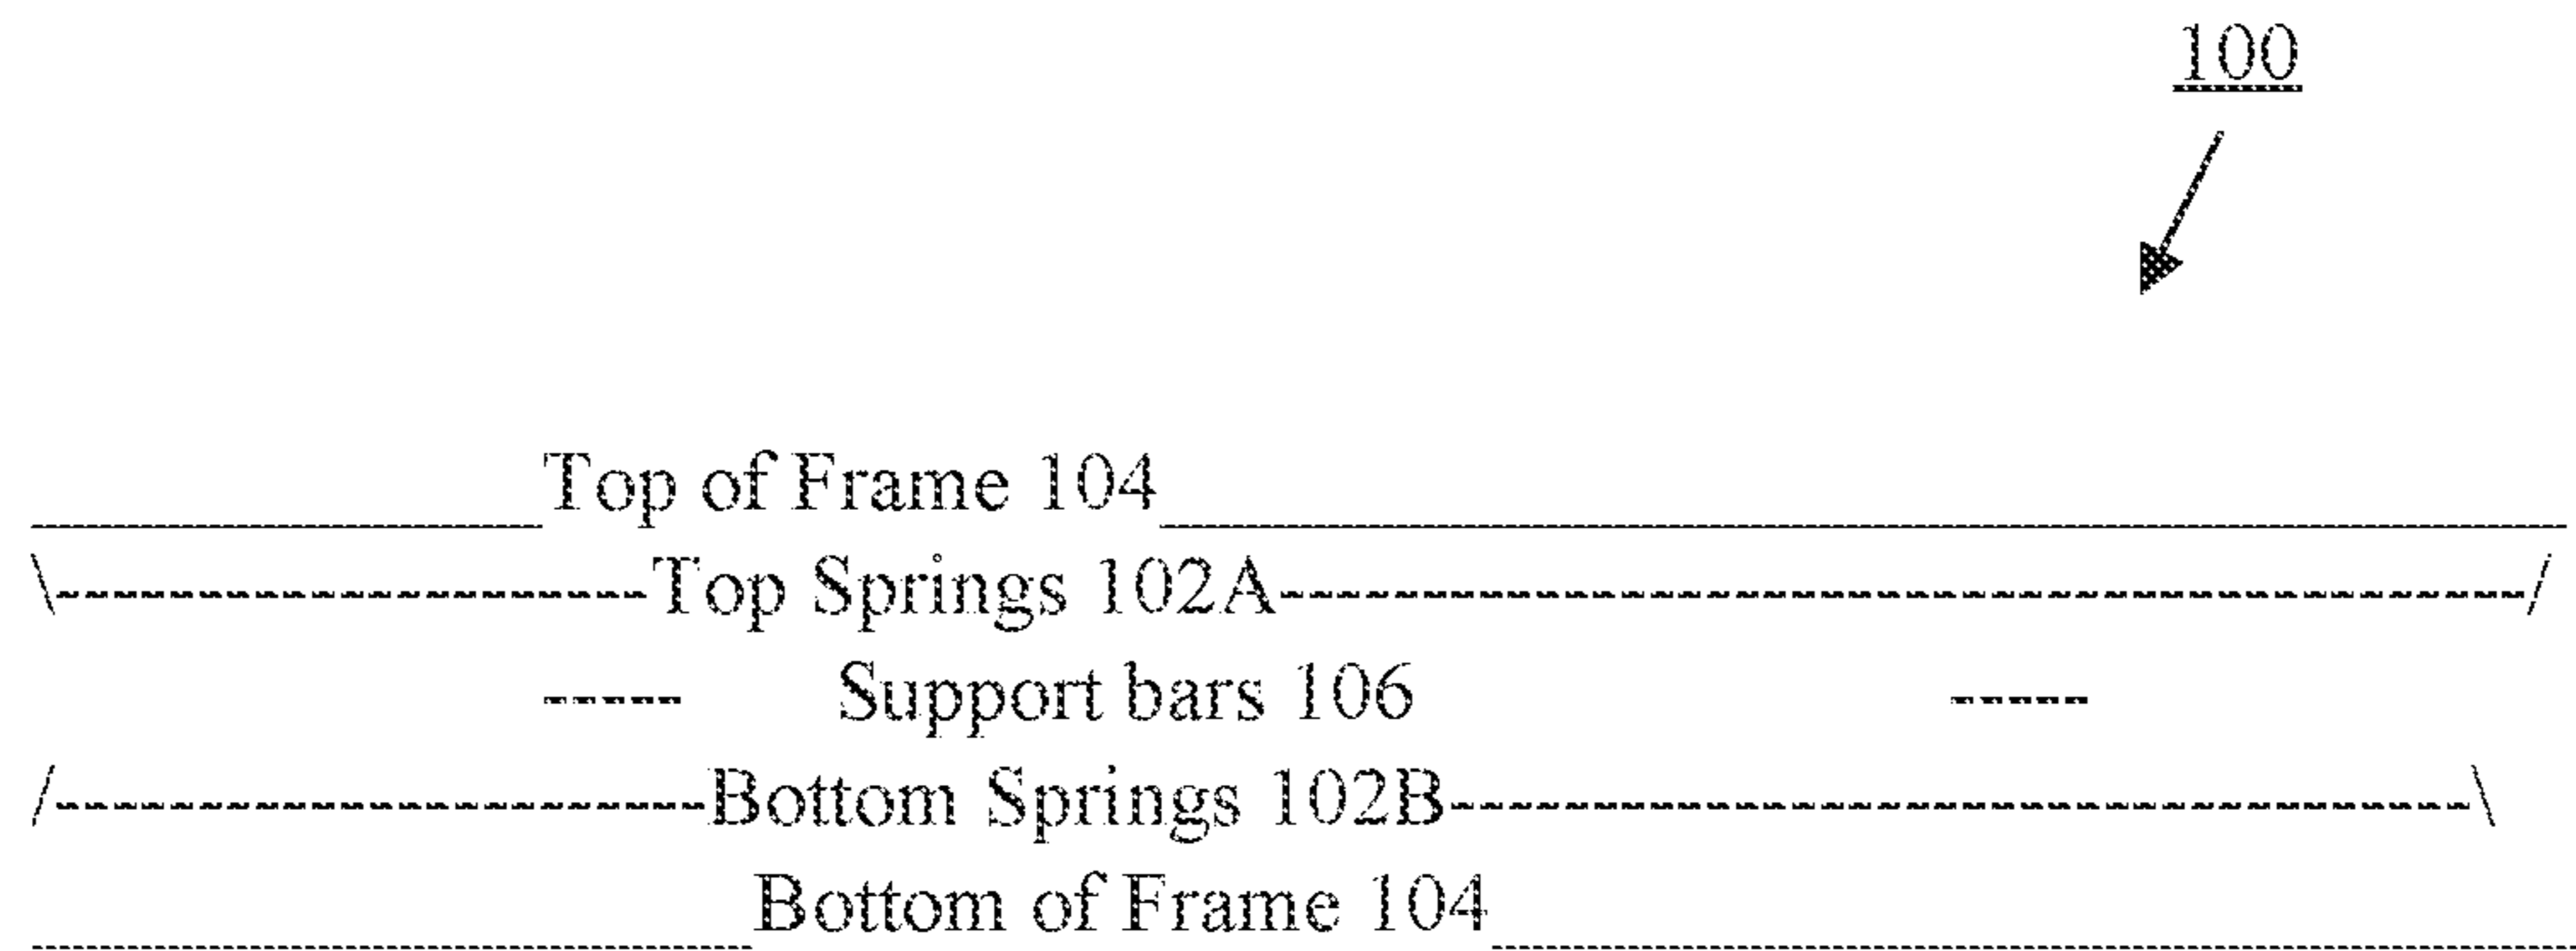 100
Top of Frame 104
\-----------------------Top Springs 102A--------------------------------------------/
----- Support bars 106 -----
/-----------------------Bottom Springs 102B------------------------------------\
Bottom of Frame 104